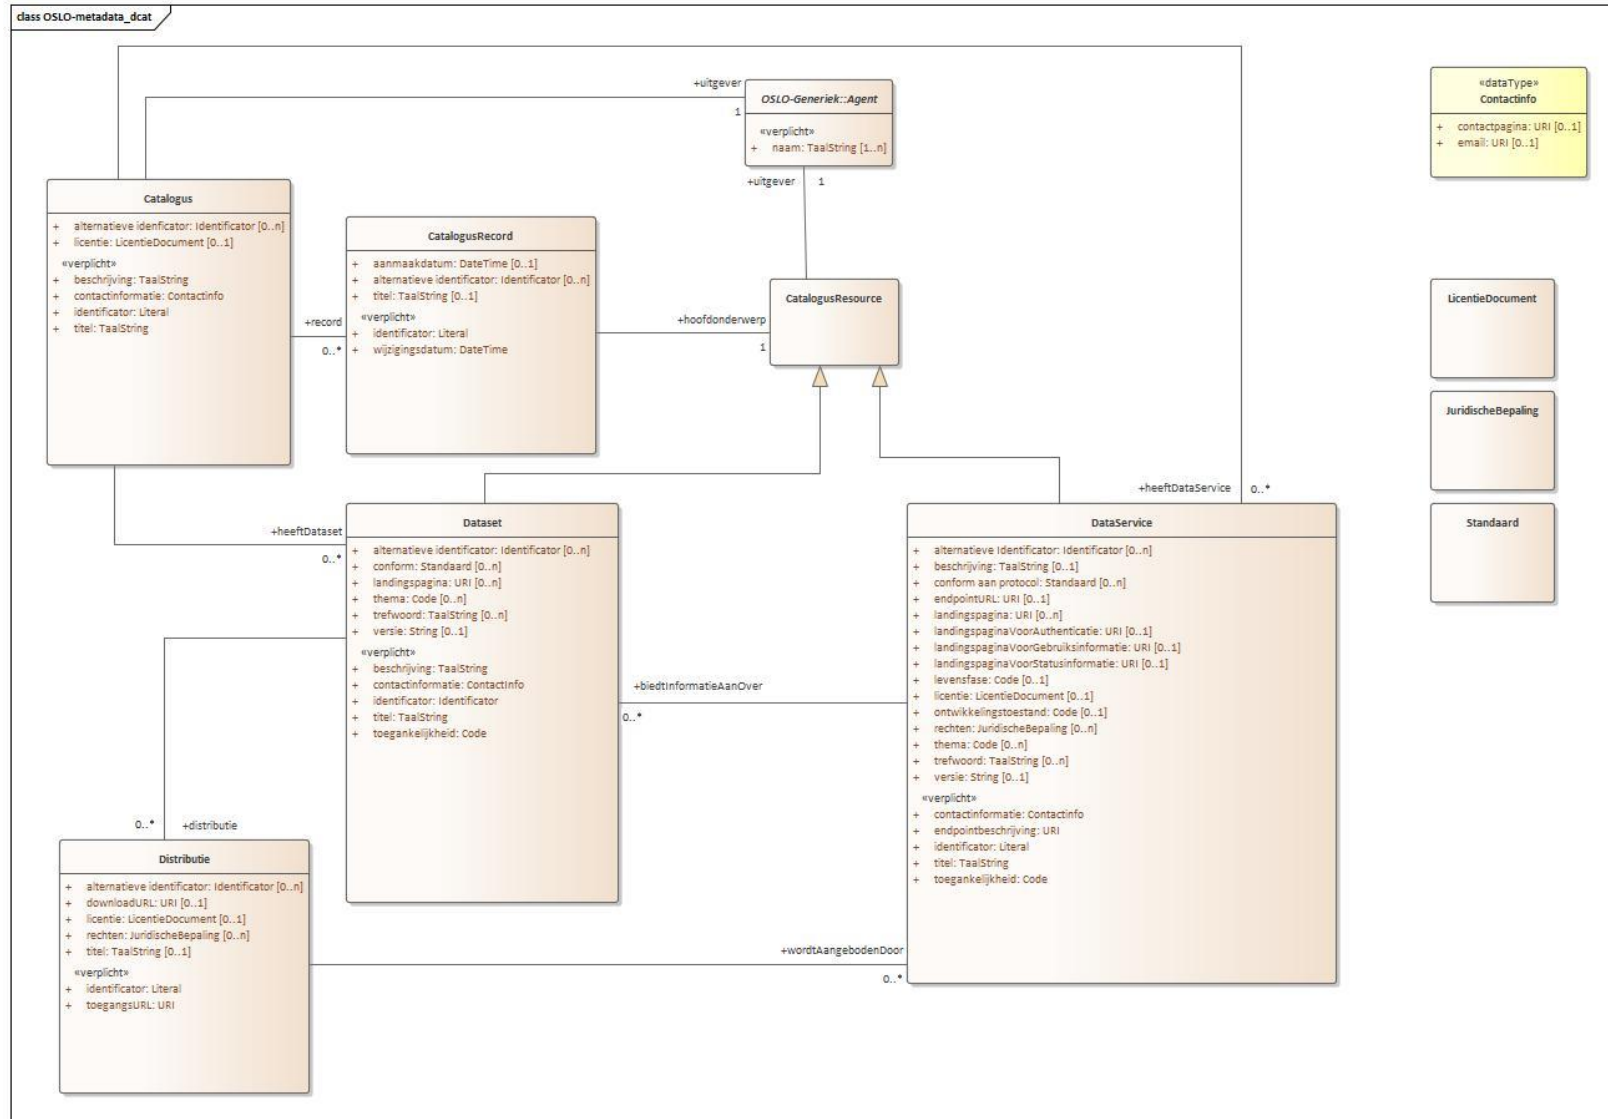 class OSLO-metadata_dcat
+uitgever
1
OSLO-Generiek::Agent
«verplicht»
+ naam: TaalString [1..n]
+uitgever 1
«dataType»
Contactinfo
+ contactpagina: URI [0..1]
+ email: URI [0..1]
Catalogus
+ alternatieve idenficator: Identificator [0..n]
+ licentie: LicentieDocument [0..1]
«verplicht»
+ beschrijving: TaalString
+ contactinformatie: Contactinfo
+ identificator: Literal
+ titel: TaalString
+record
0..*
CatalogusRecord
+ aanmaakdatum: DateTime [0..1]
+ alternatieve identificator: Identificator [0..n]
+ titel: TaalString [0..1]
«verplicht»
+ identificator: Literal
+ wijzigingsdatum: DateTime
+hoofdonderwerp
1
CatalogusResource
LicentieDocument
JuridischeBepaling
Standaard
+heeftDataService 0..*
+heeftDataset
0..*
Dataset
+ alternatieve identificator: Identificator [0..n]
+ conform: Standaard [0..n]
+ landingspagina: URI [0..n]
+ thema: Code [0..n]
+ trefwoord: TaalString [0..n]
+ versie: String [0..1]
«verplicht»
+ beschrijving: TaalString
+ contactinformatie: ContactInfo
+ identificator: Identificator
+ titel: TaalString
+ toegankelijkheid: Code
+biedtInformatieAanOver
0..*
DataService
+ alternatieve Identificator: Identificator [0..n]
+ beschrijving: TaalString [0..1]
+ conform aan protocol: Standaard [0..n]
+ endpointURL: URI [0..1]
+ landingspagina: URI [0..n]
+ landingspaginaVoorAuthenticatie: URI [0..1]
+ landingspaginaVoorGebruiksinformatie: URI [0..1]
+ landingspaginaVoorStatusinformatie: URI [0..1]
+ levensfase: Code [0..1]
+ licentie: LicentieDocument [0..1]
+ ontwikkelingstoestand: Code [0..1]
+ rechten: JuridischeBepaling [0..n]
+ thema: Code [0..n]
+ trefwoord: TaalString [0..n]
+ versie: String [0..1]
«verplicht»
+ contactinformatie: Contactinfo
+ endpointbeschrijving: URI
+ identificator: Literal
+ titel: TaalString
+ toegankelijkheid: Code
0..* +distributie
Distributie
+ alternatieve identificator: Identificator [0..n]
+ downloadURL: URI [0..1]
+ licentie: LicentieDocument [0..1]
+ rechten: JuridischeBepaling [0..n]
+ titel: TaalString [0..1]
«verplicht»
+ identificator: Literal
+ toegangsURL: URI
+wordtAangebodenDoor
0..*